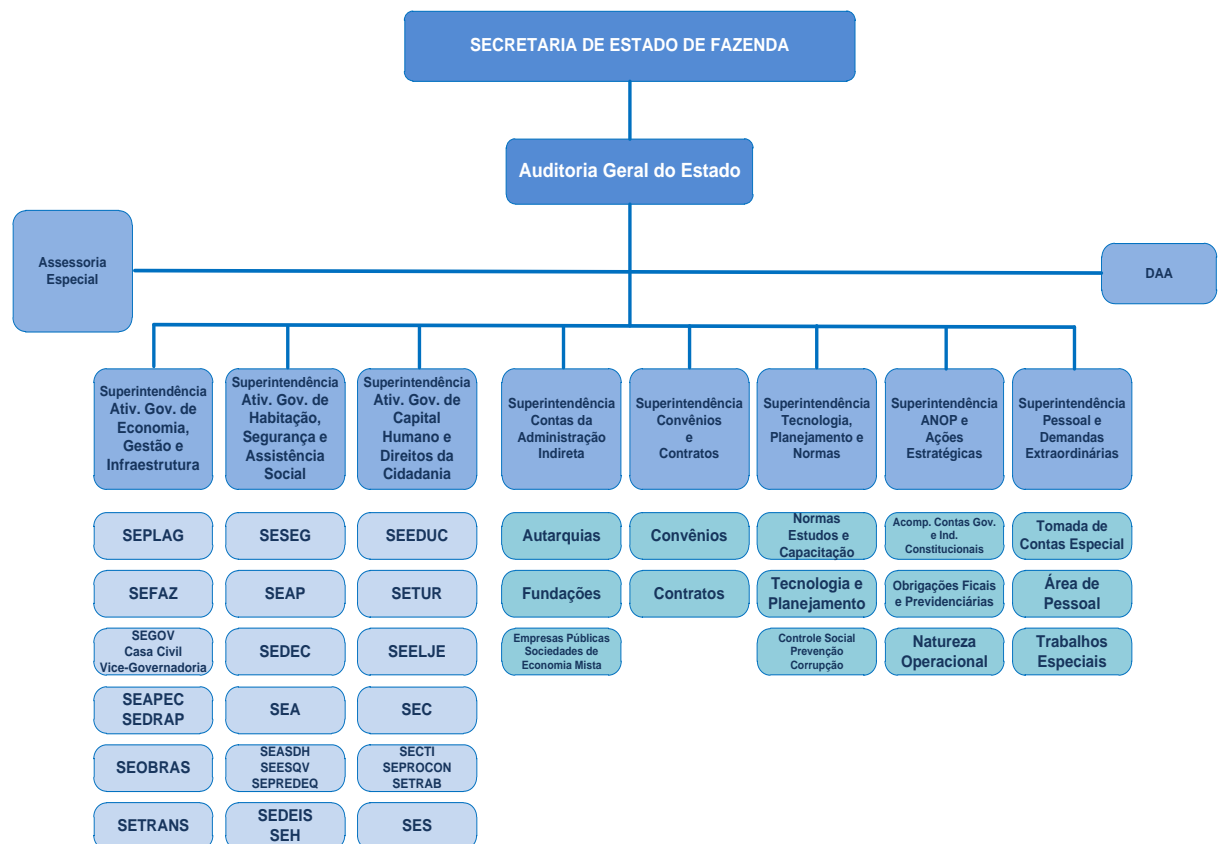 SECRETARIA DE ESTADO DE FAZENDA
Auditoria Geral do Estado
Assessoria
Especial
DAA
Superintendência
Ativ. Gov. de
Economia,
Gestão e
Infraestrutura
Superintendência
Ativ. Gov. de
Habitação,
Segurança e
Assistência
Social
Superintendência
Ativ. Gov. de
Capital
Humano e
Direitos da
Cidadania
Superintendência
Contas da
Administração
Indireta
Superintendência
Convênios
e
Contratos
Superintendência
Tecnologia,
Planejamento e
Normas
Superintendência
ANOP e
Ações
Estratégicas
Superintendência
Pessoal e
Demandas
Extraordinárias
SEPLAG
SESEG
SEEDUC
Autarquias
Convênios
Normas
Estudos e
Capacitação
Acomp. Contas Gov.
e Ind.
Constitucionais
Tomada de
Contas Especial
SEFAZ
SEAP
SETUR
Fundações
Contratos
Tecnologia e
Planejamento
Obrigações Ficais
e Previdenciárias
Área de
Pessoal
SEGOV
Casa Civil
Vice-Governadoria
SEDEC
SEELJE
Empresas Públicas
Sociedades de
Economia Mista
Controle Social
Prevenção
Corrupção
Natureza
Operacional
Trabalhos
Especiais
SEAPEC
SEDRAP
SEA
SEC
SEOBRAS
SEASDH
SEESQV
SEPREDEQ
SECTI
SEPROCON
SETRAB
SETRANS
SEDEIS
SEH
SES